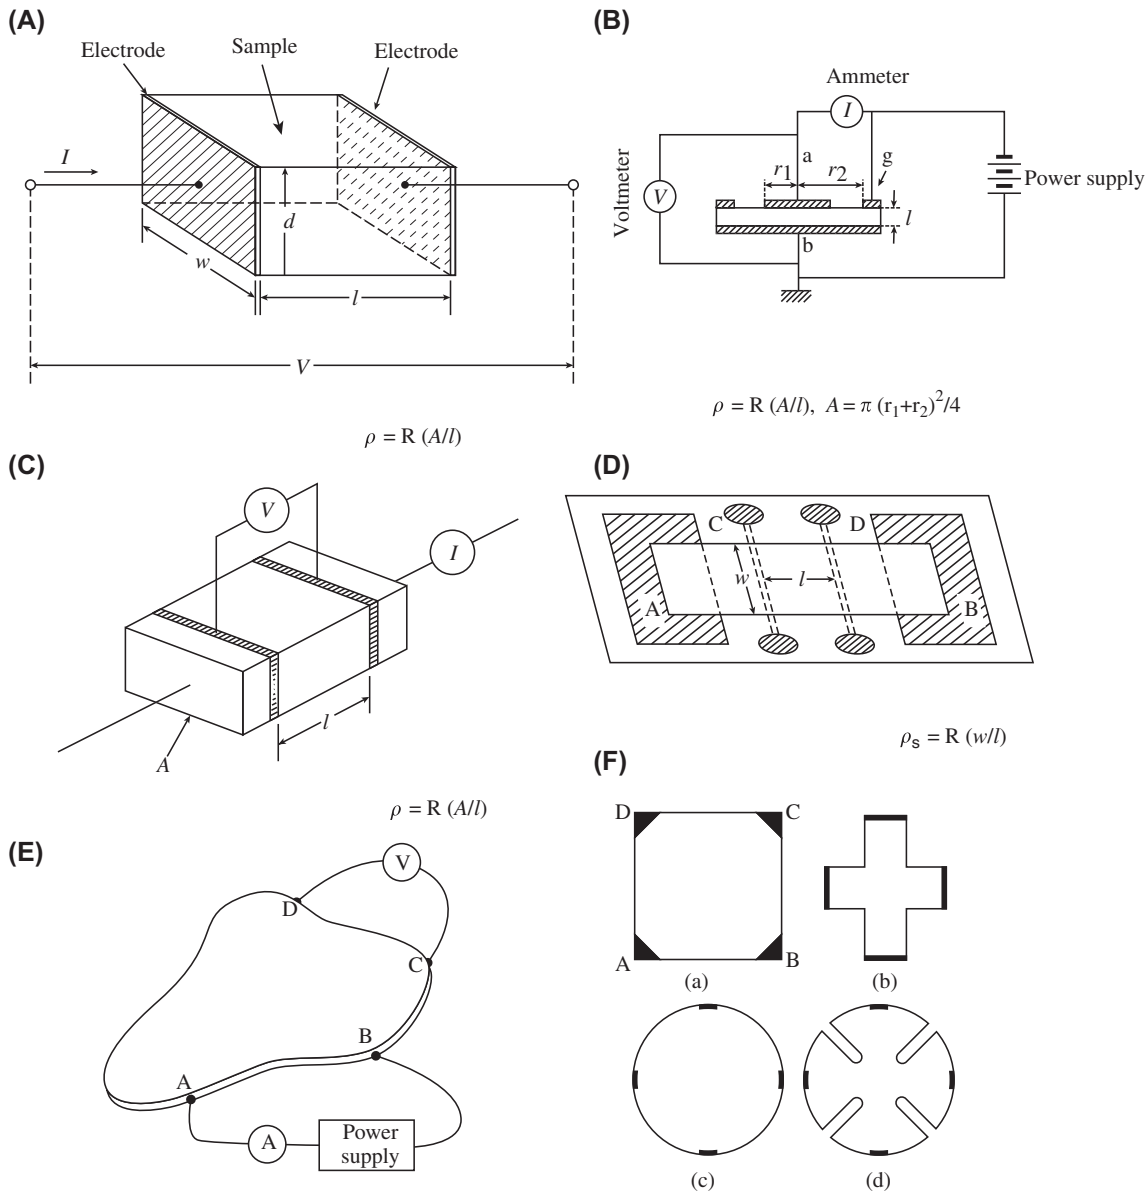 (A)
Electrode
Sample
Electrode
I
d
w
l
V
ρ = R (A/l)
(B)
Ammeter
I
Voltmeter
V
a
g
r1
r2
Power supply
l
b
ρ = R (A/l), A = π (r₁+r₂)²/4
(C)
V
I
l
A
ρ = R (A/l)
(D)
C
D
w
l
A
B
ρₛ = R (w/l)
(E)
V
D
C
B
A
A
Power
supply
(F)
D
C
A
B
(a)
(b)
(c)
(d)